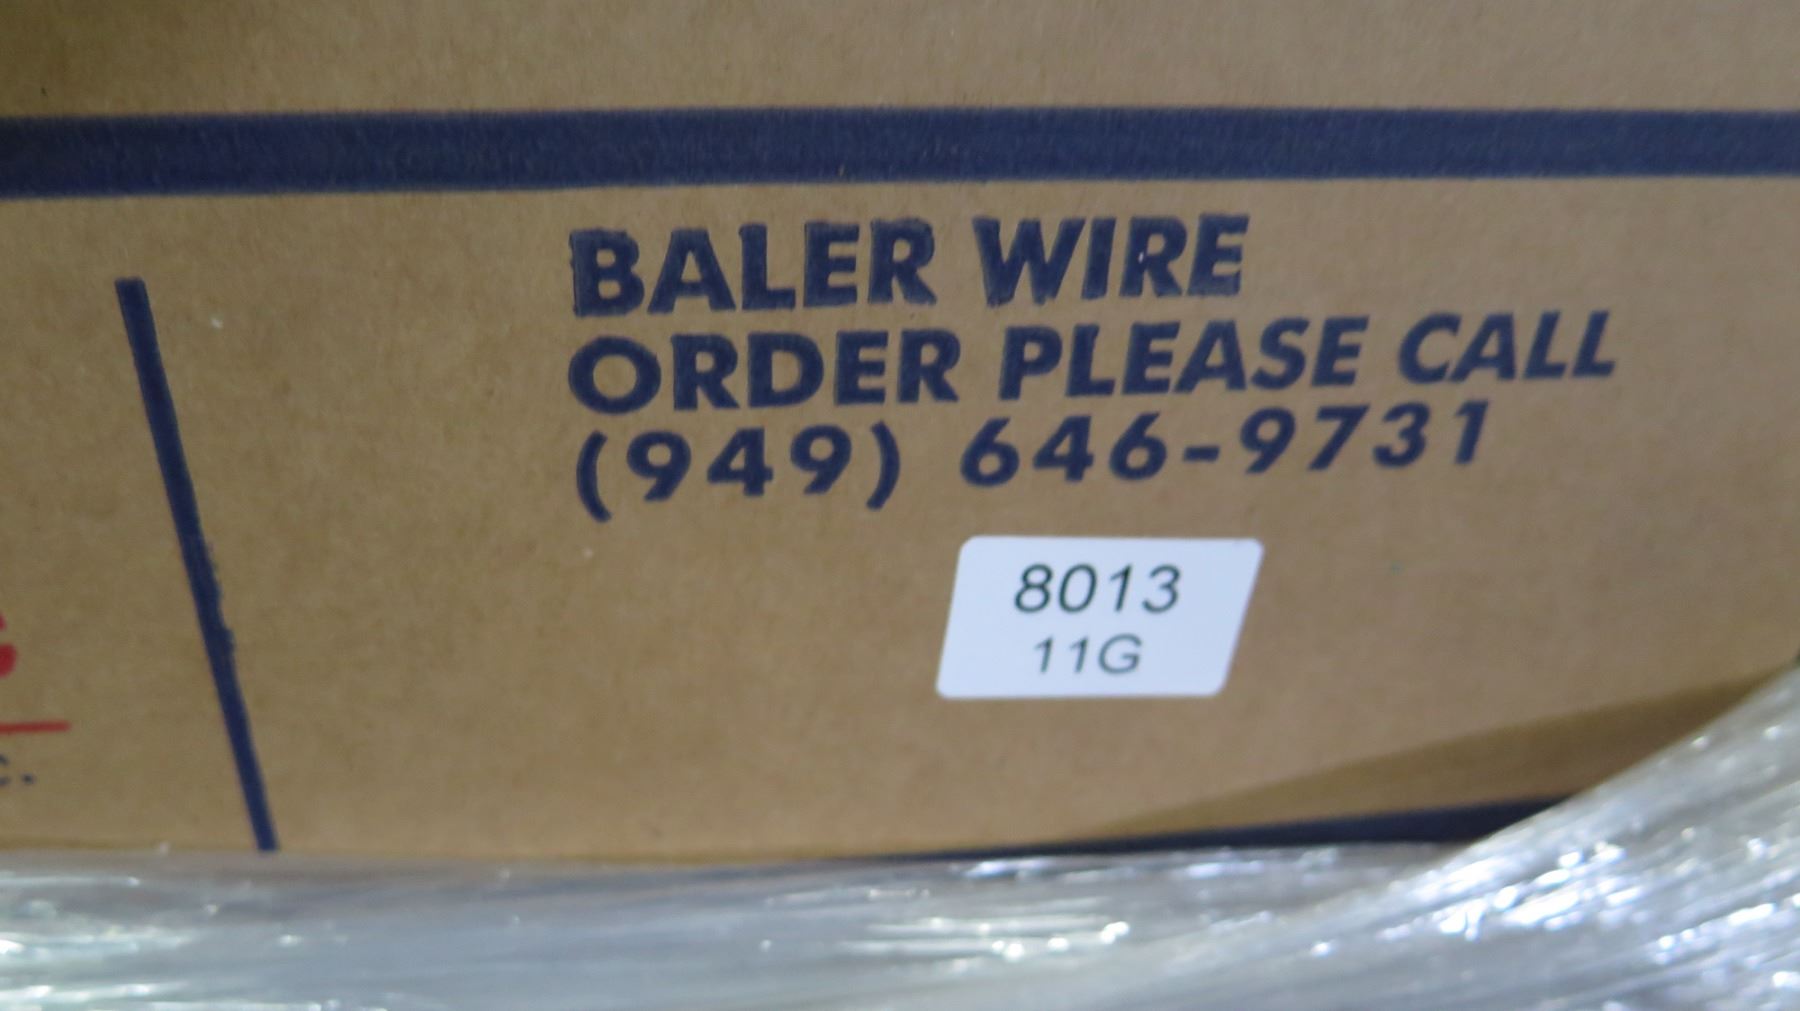 BALER WIRE
ORDER PLEASE CALL
(949) 646-9731
8013
11G